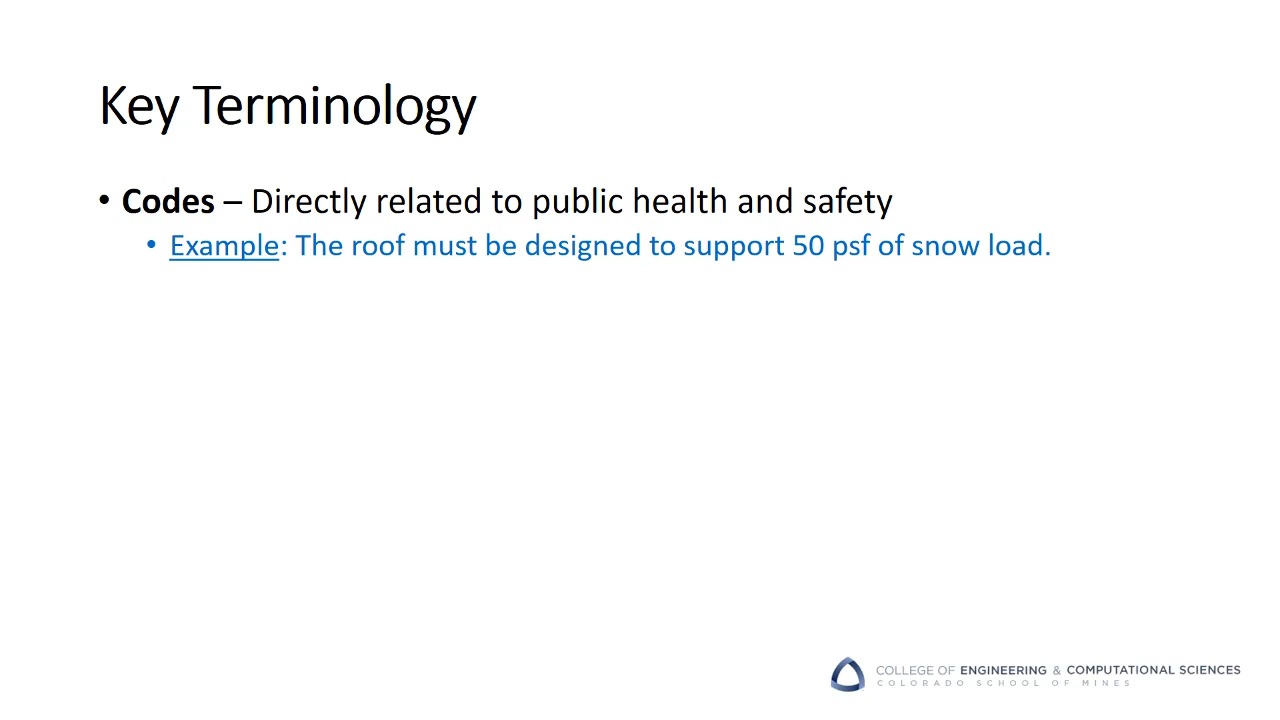 Key Terminology
• Codes – Directly related to public health and safety
• Example: The roof must be designed to support 50 psf of snow load.
COLLEGE OF ENGINEERING & COMPUTATIONAL SCIENCES
COLORADO SCHOOL OF MINES